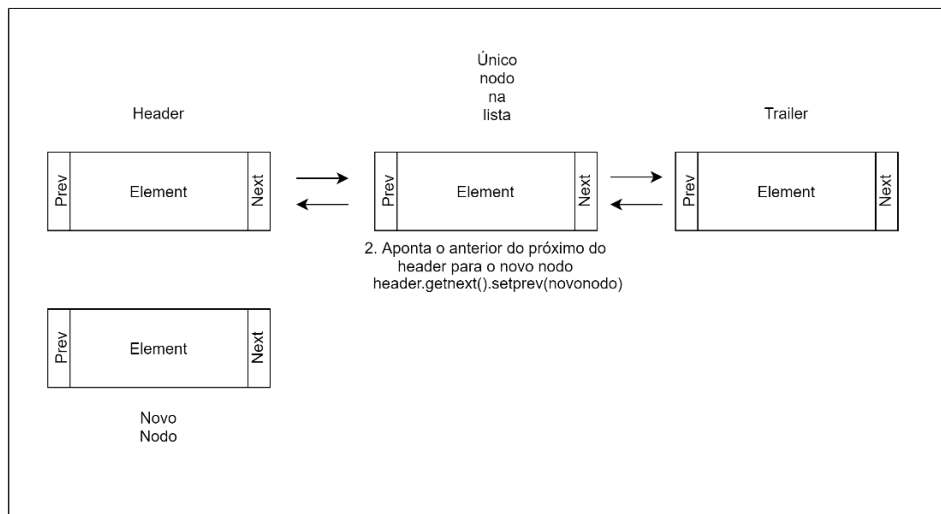 Único
nodo
na
lista
Header
Trailer
Prev
Element
Next
Prev
Element
Next
Prev
Element
Next
2. Aponta o anterior do próximo do
header para o novo nodo
header.getnext().setprev(novonodo)
Prev
Element
Next
Novo
Nodo